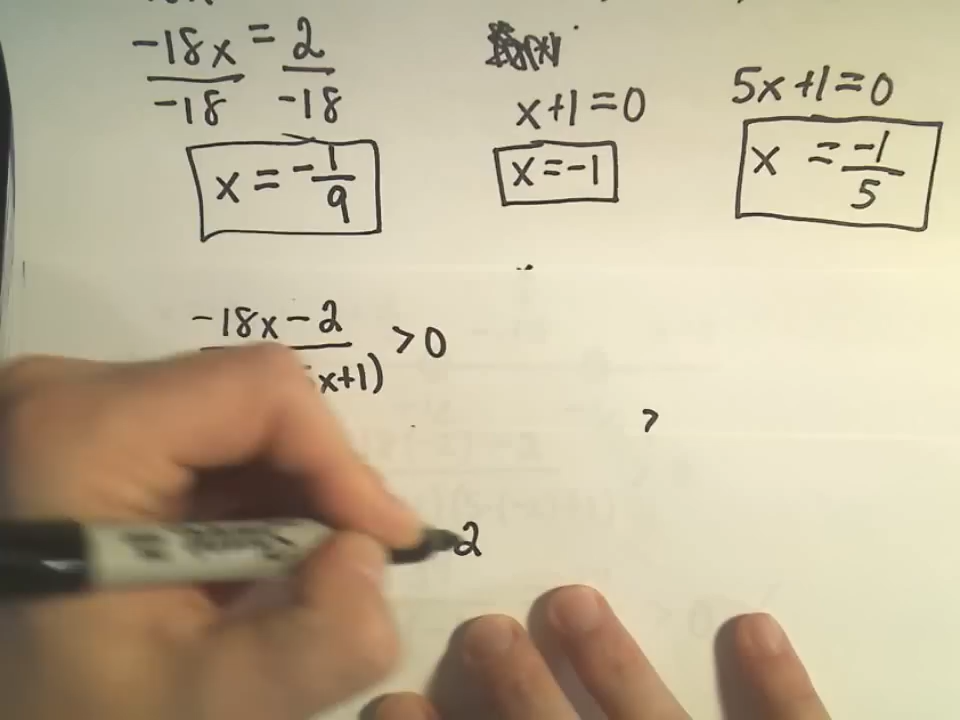 -18x = 2
-18 -18
x+1=0
5x+1=0
x = -1/9
x=-1
x = -1/5
-18x-2 > 0
x+1)
>
2